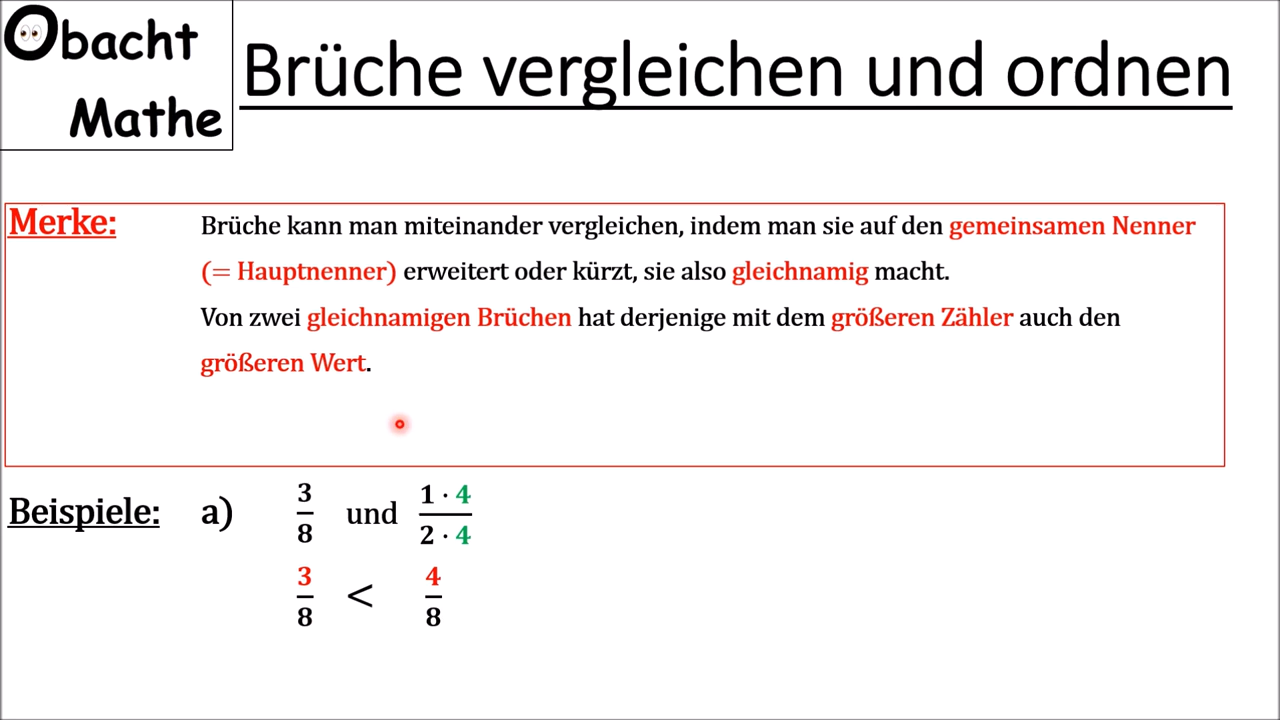 Obacht
Mathe
Brüche vergleichen und ordnen
Merke: Brüche kann man miteinander vergleichen, indem man sie auf den gemeinsamen Nenner
(= Hauptnenner) erweitert oder kürzt, sie also gleichnamig macht.
Von zwei gleichnamigen Brüchen hat derjenige mit dem größeren Zähler auch den
größeren Wert.
Beispiele: a) 3/8 und 1 · 4/2 · 4
3/8 < 4/8